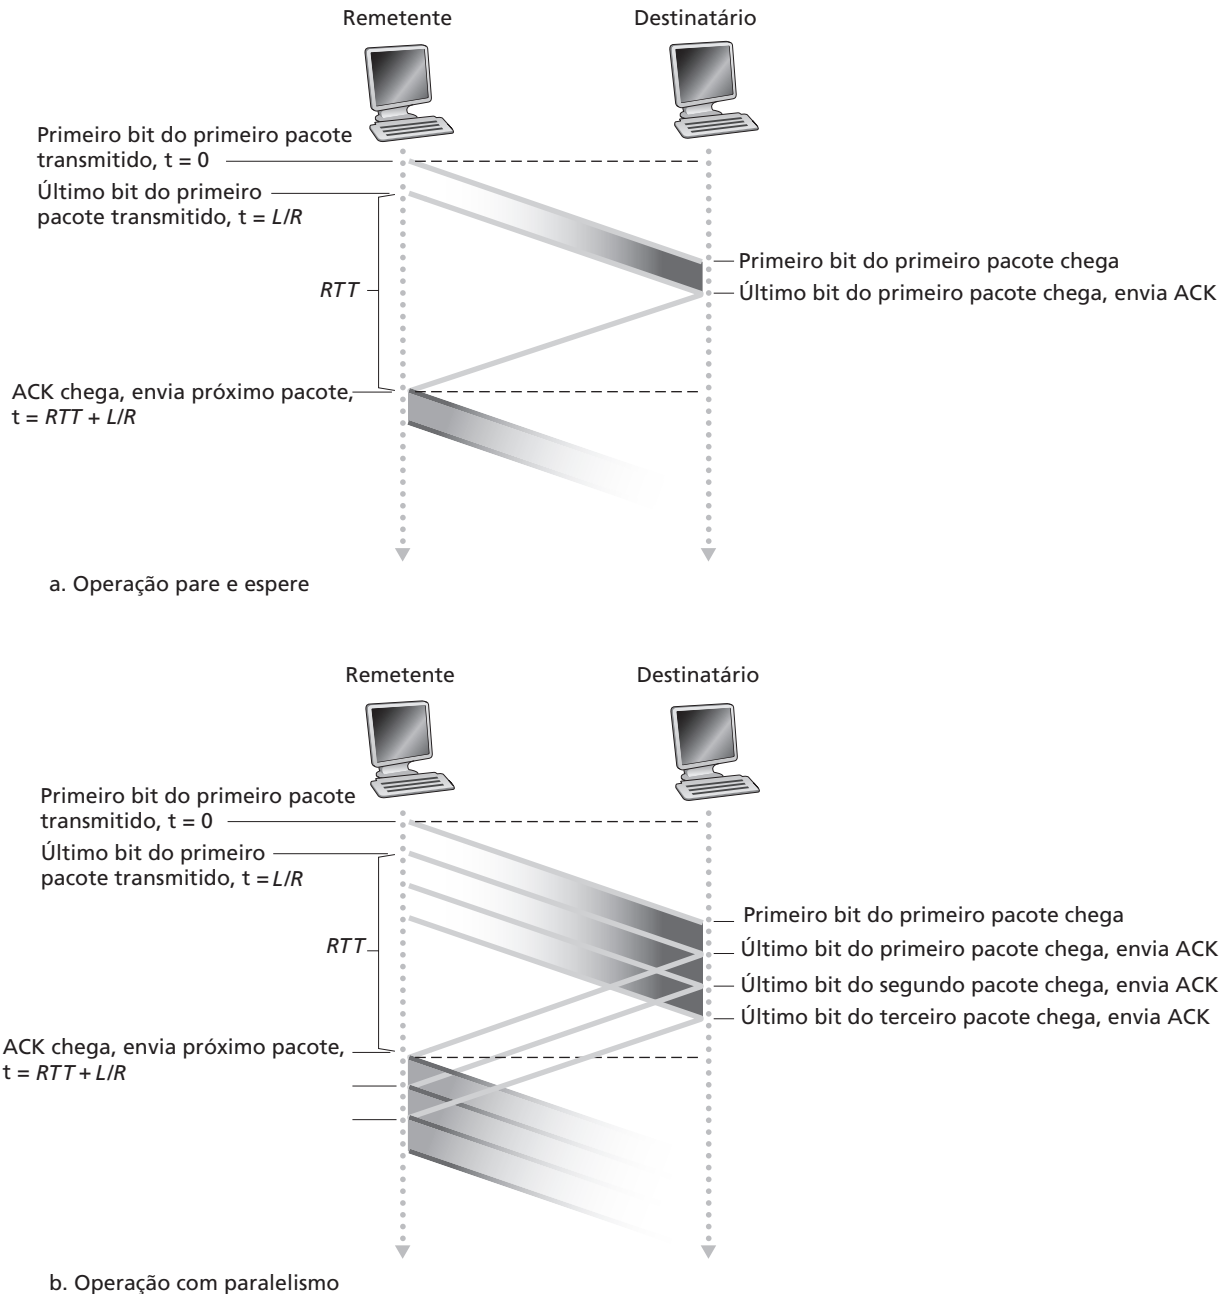 Remetente
Destinatário
Primeiro bit do primeiro pacote
transmitido, t = 0
Último bit do primeiro
pacote transmitido, t = L/R
RTT
Primeiro bit do primeiro pacote chega
Último bit do primeiro pacote chega, envia ACK
ACK chega, envia próximo pacote,
t = RTT + L/R
a. Operação pare e espere
Remetente
Destinatário
Primeiro bit do primeiro pacote
transmitido, t = 0
Último bit do primeiro
pacote transmitido, t = L/R
RTT
Primeiro bit do primeiro pacote chega
Último bit do primeiro pacote chega, envia ACK
Último bit do segundo pacote chega, envia ACK
Último bit do terceiro pacote chega, envia ACK
ACK chega, envia próximo pacote,
t = RTT + L/R
b. Operação com paralelismo